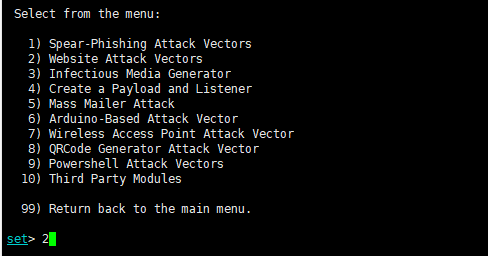 Select from the menu:
1) Spear-Phishing Attack Vectors
2) Website Attack Vectors
3) Infectious Media Generator
4) Create a Payload and Listener
5) Mass Mailer Attack
6) Arduino-Based Attack Vector
7) Wireless Access Point Attack Vector
8) QRCode Generator Attack Vector
9) Powershell Attack Vectors
10) Third Party Modules
99) Return back to the main menu.
set> 2